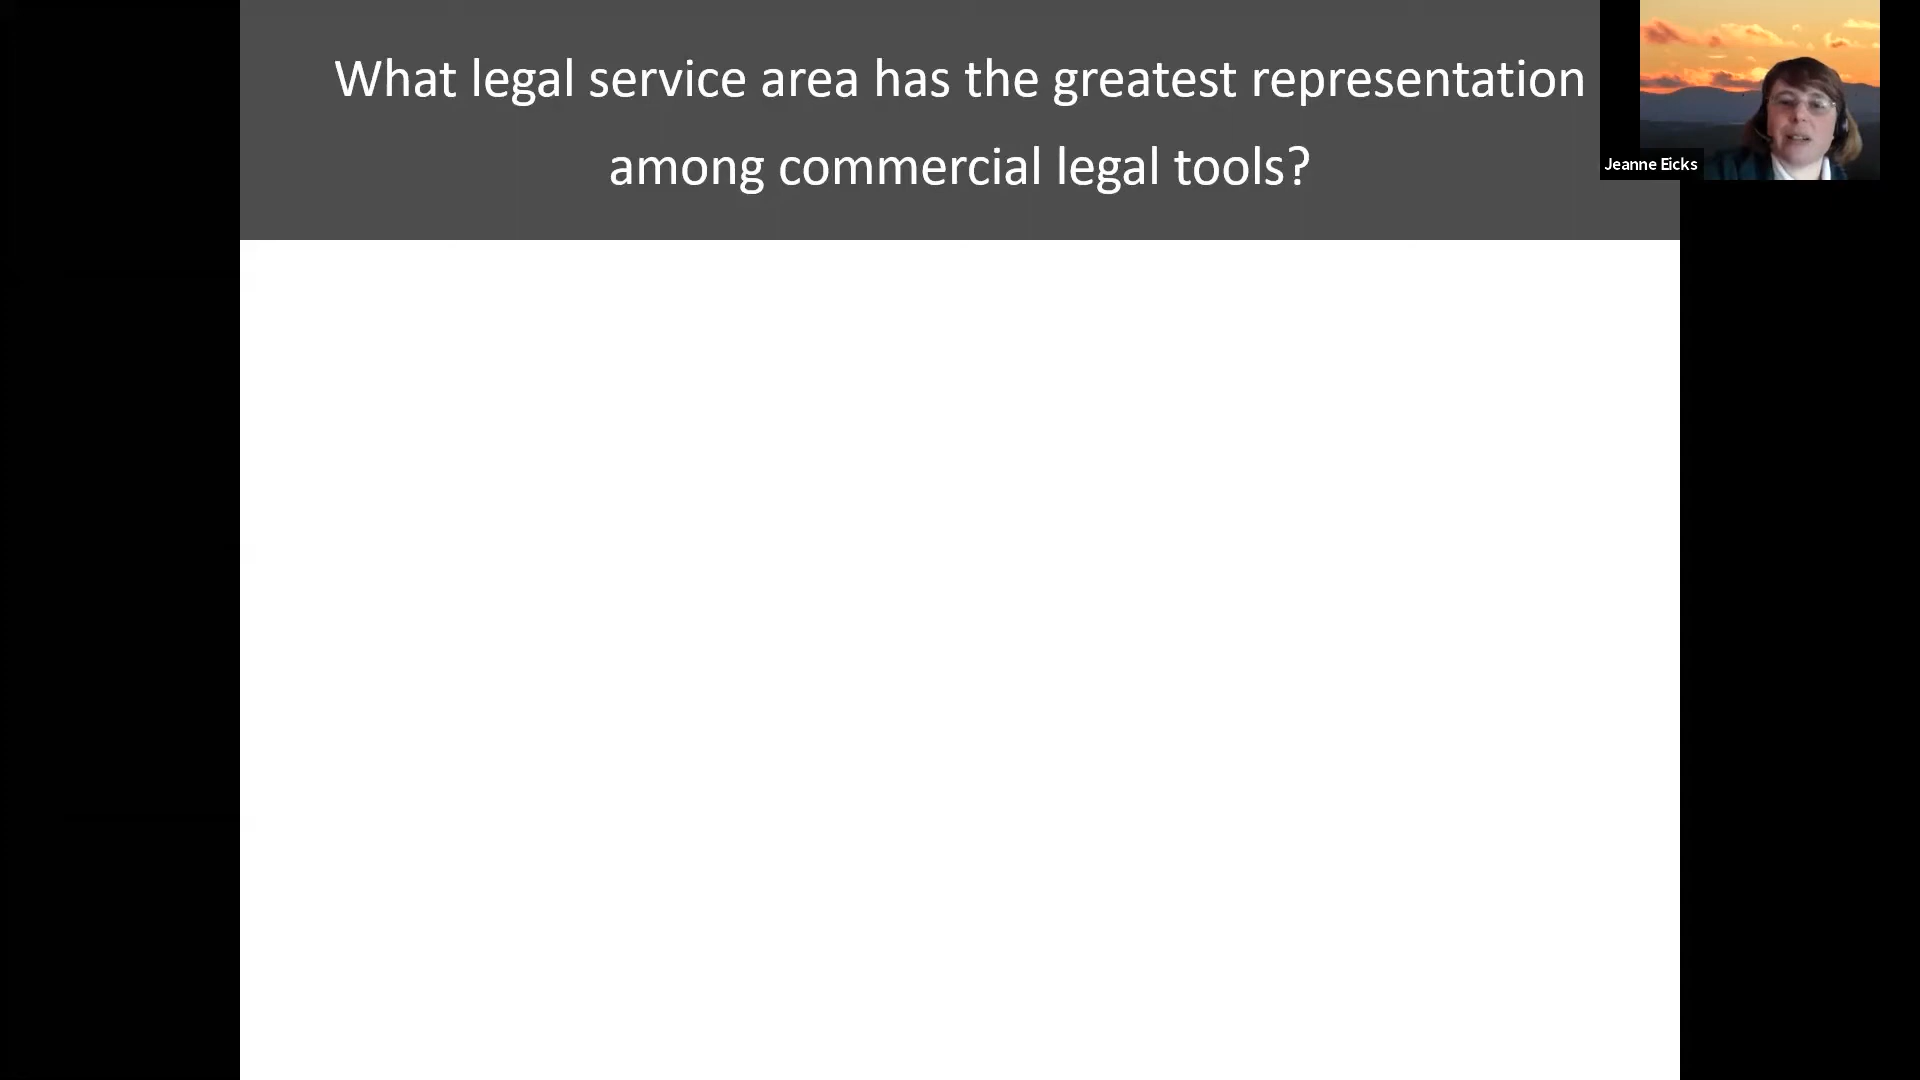 What legal service area has the greatest representation
among commercial legal tools?
Jeanne Eicks